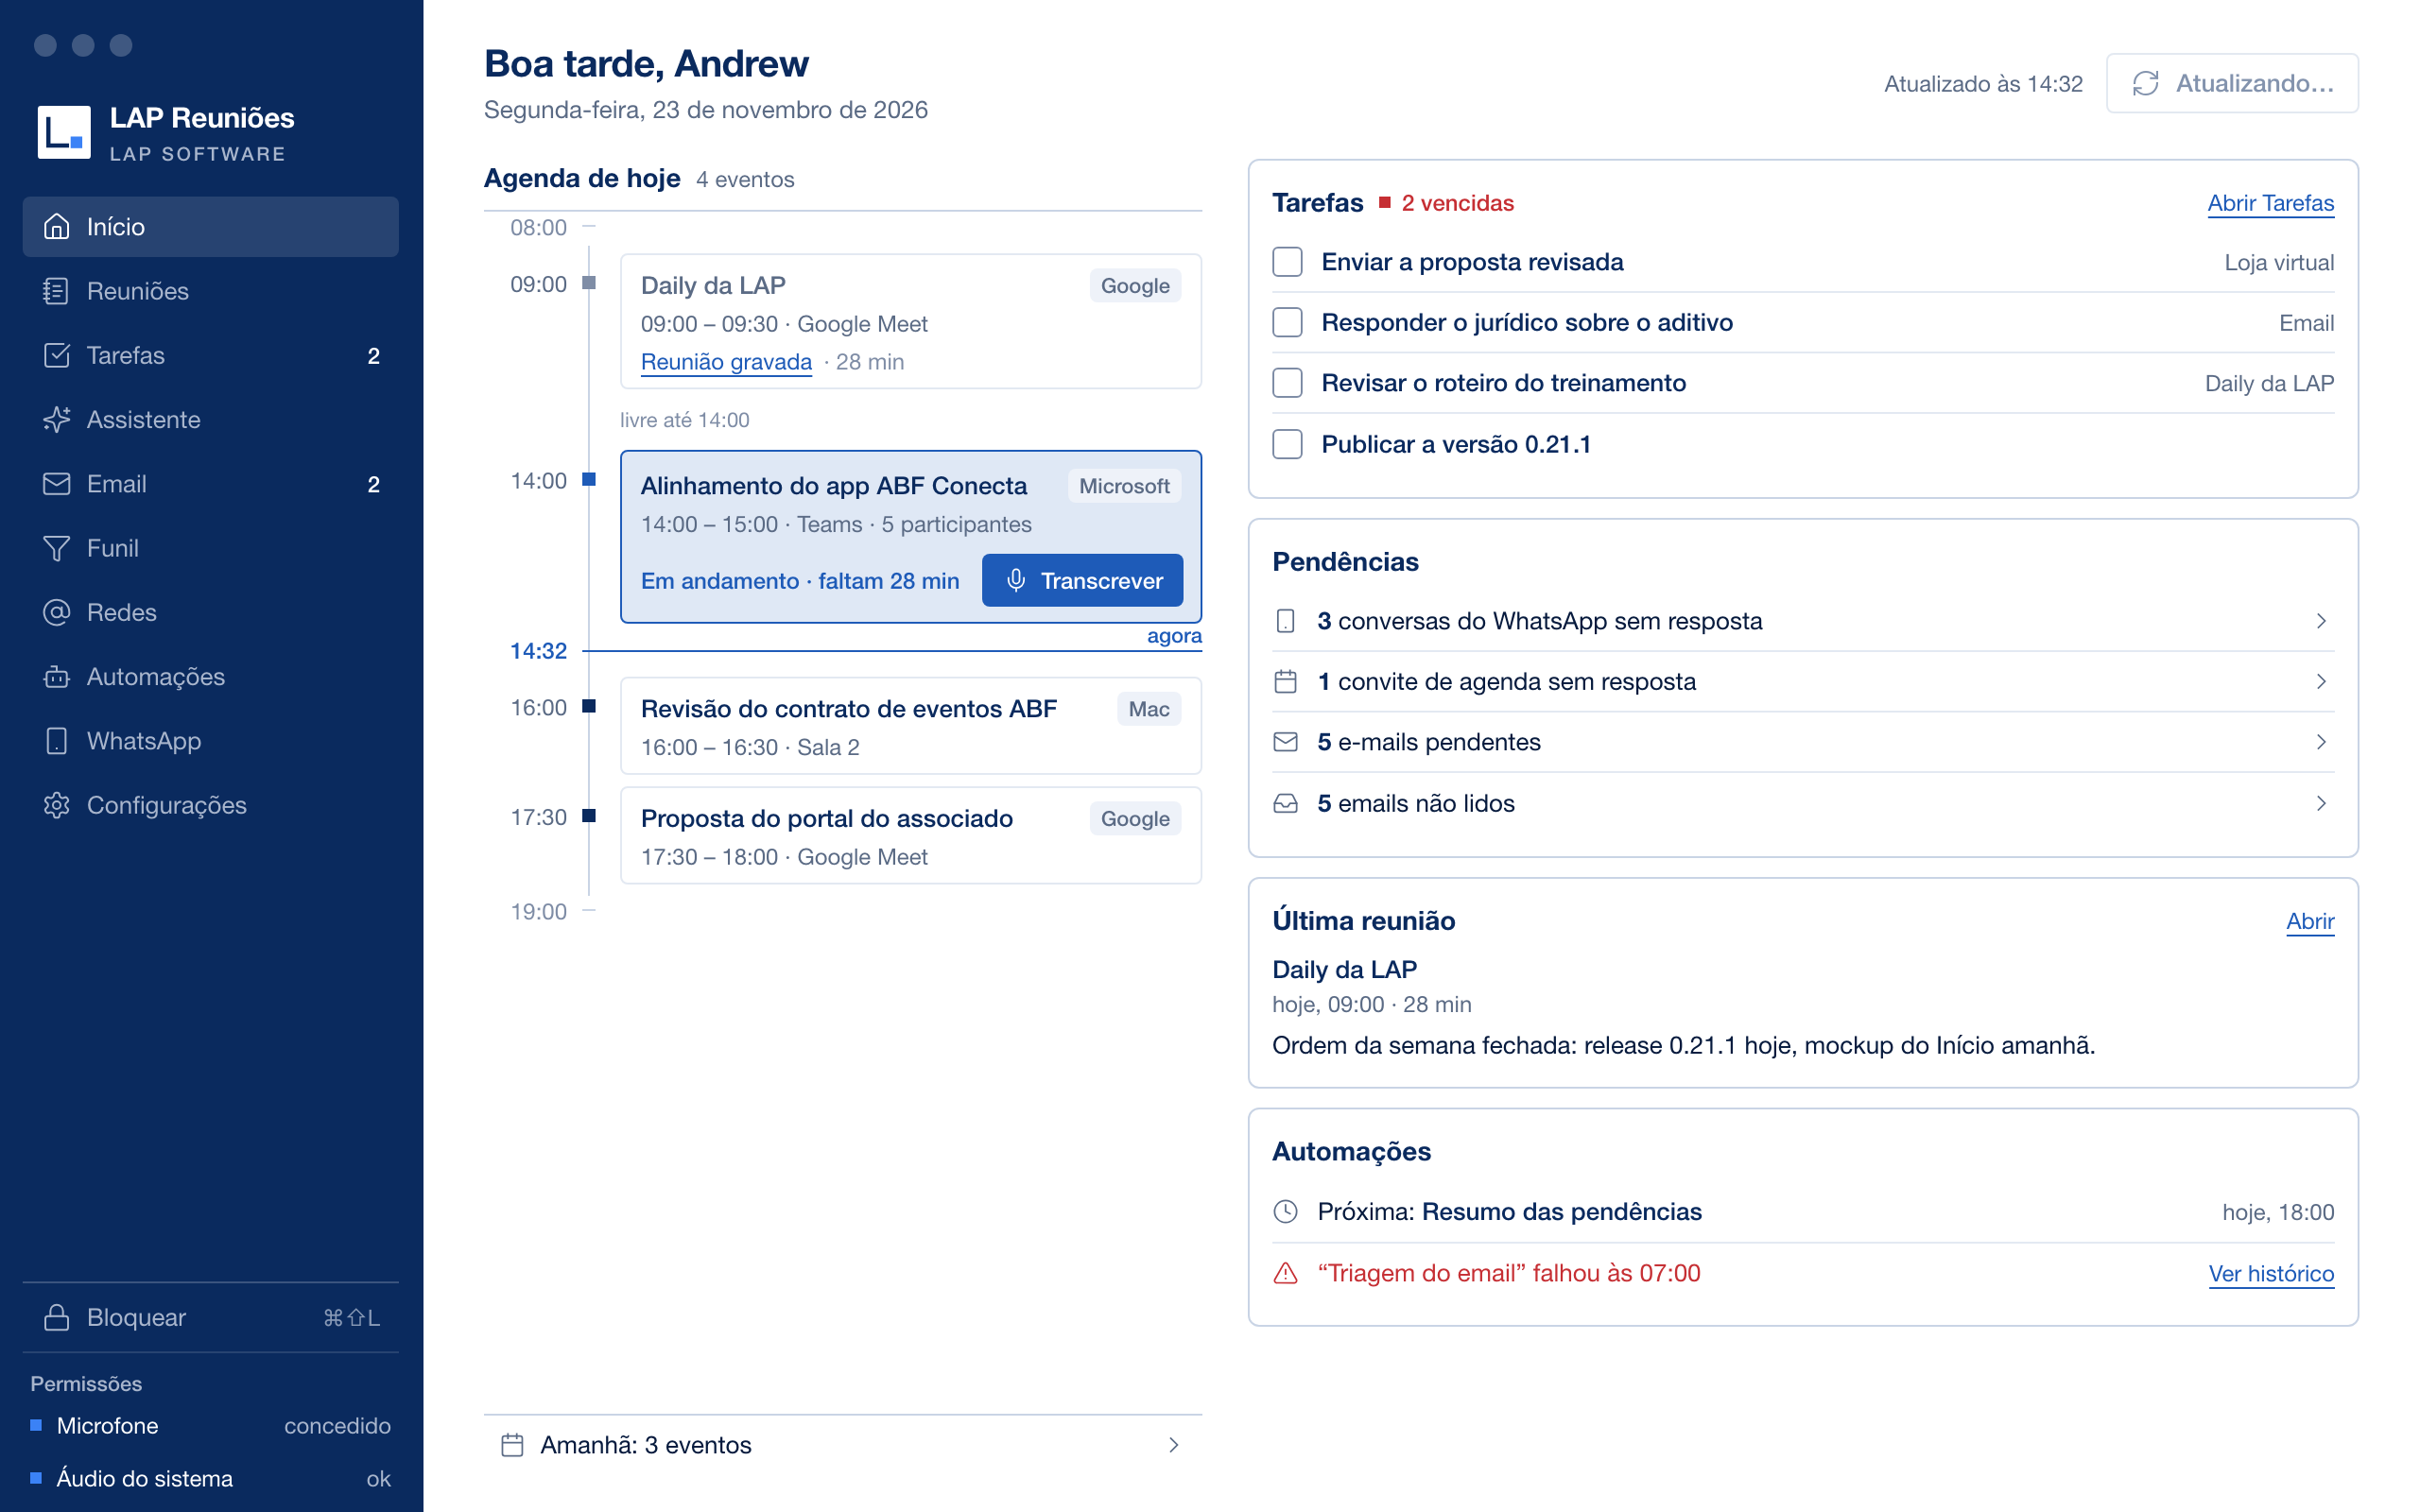 LAP Reuniões
LAP SOFTWARE
Início
Reuniões
Tarefas 2
Assistente
Email 2
Funil
Redes
Automações
WhatsApp
Configurações
Bloquear ⌘⇧L
Permissões
Microfone concedido
Áudio do sistema ok
Boa tarde, Andrew
Segunda-feira, 23 de novembro de 2026
Atualizado às 14:32 Atualizando…
Agenda de hoje 4 eventos
08:00
09:00 Daily da LAP Google
09:00 – 09:30 · Google Meet
Reunião gravada · 28 min
livre até 14:00
14:00 Alinhamento do app ABF Conecta Microsoft
14:00 – 15:00 · Teams · 5 participantes
Em andamento · faltam 28 min Transcrever
agora
14:32
16:00 Revisão do contrato de eventos ABF Mac
16:00 – 16:30 · Sala 2
17:30 Proposta do portal do associado Google
17:30 – 18:00 · Google Meet
19:00
Amanhã: 3 eventos
Tarefas 2 vencidas Abrir Tarefas
Enviar a proposta revisada Loja virtual
Responder o jurídico sobre o aditivo Email
Revisar o roteiro do treinamento Daily da LAP
Publicar a versão 0.21.1
Pendências
3 conversas do WhatsApp sem resposta
1 convite de agenda sem resposta
5 e-mails pendentes
5 emails não lidos
Última reunião Abrir
Daily da LAP
hoje, 09:00 · 28 min
Ordem da semana fechada: release 0.21.1 hoje, mockup do Início amanhã.
Automações
Próxima: Resumo das pendências hoje, 18:00
“Triagem do email” falhou às 07:00 Ver histórico